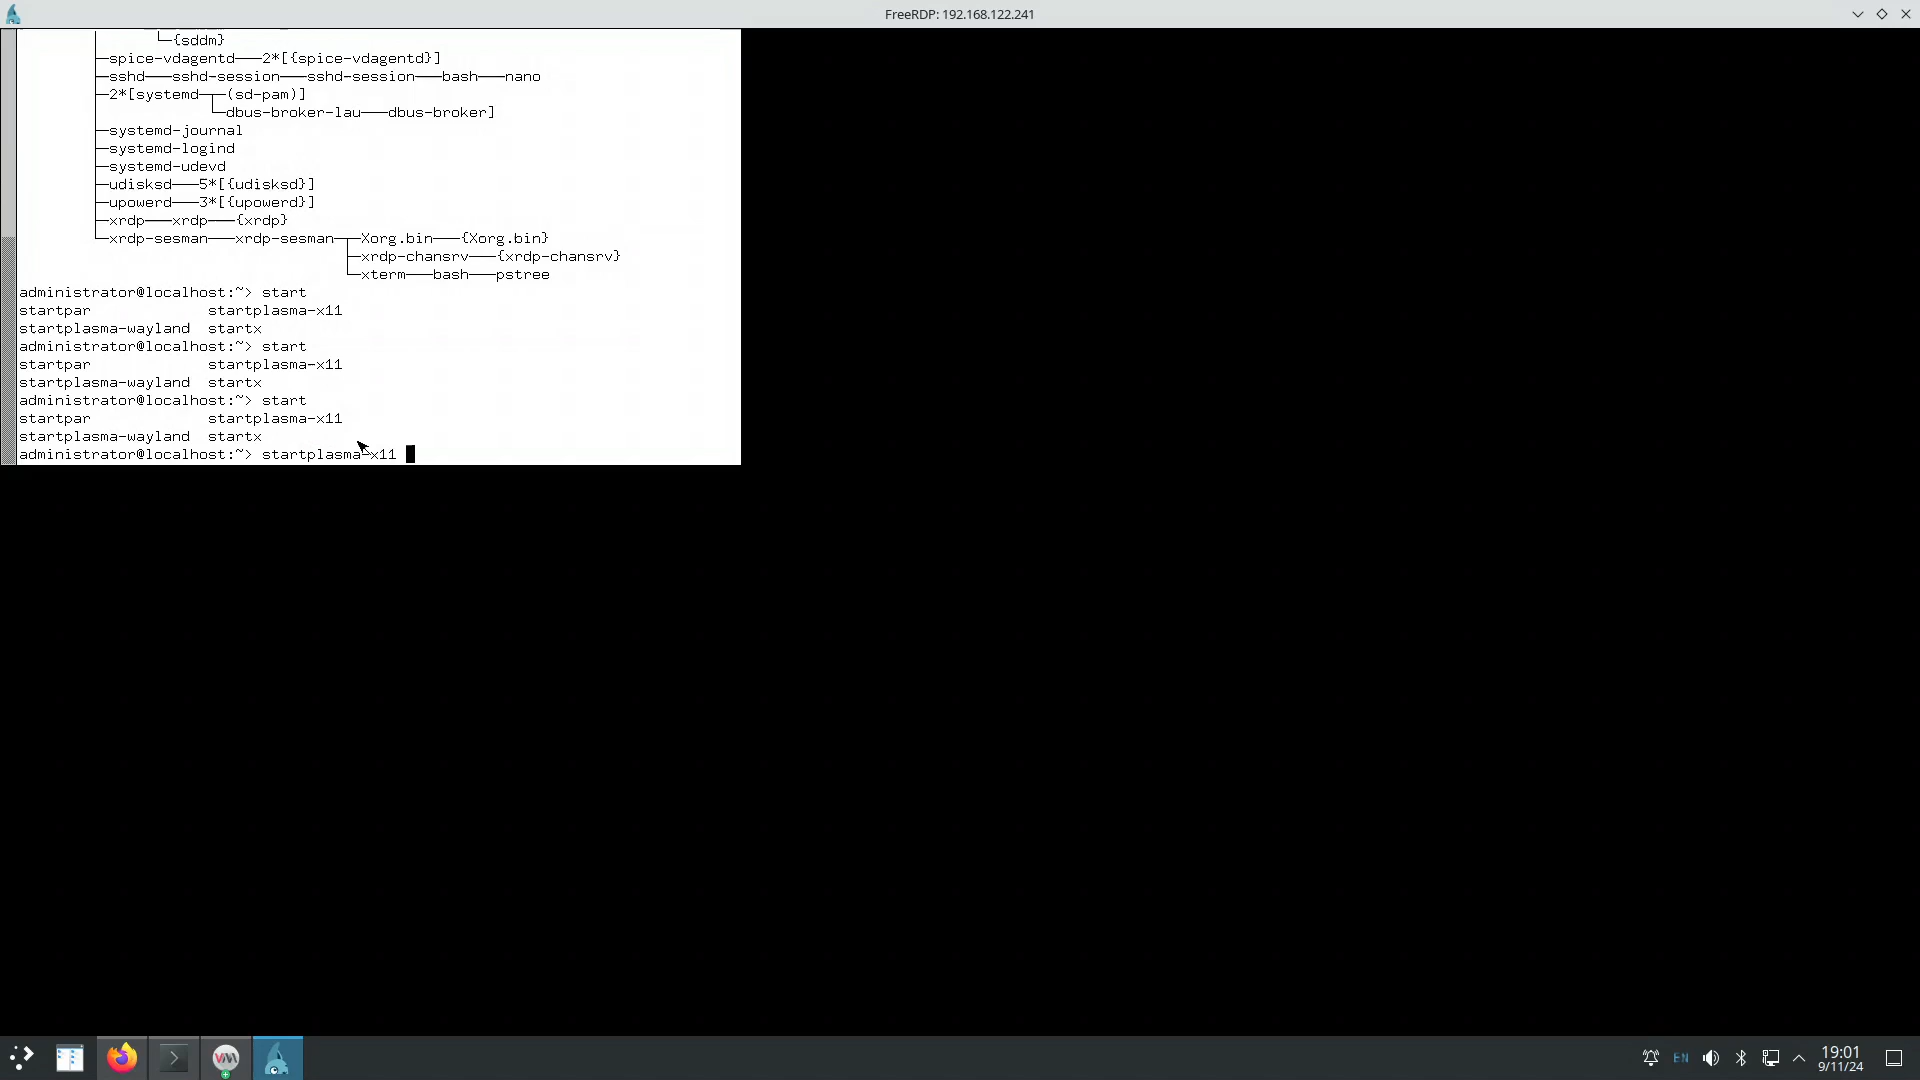 FreeRDP: 192.168.122.241
└─{sddm}
├─spice-vdagentd───2*[{spice-vdagentd}]
├─sshd───sshd-session───sshd-session───bash───nano
├─2*[systemd─┬─(sd-pam)]
│            └─dbus-broker-lau───dbus-broker]
├─systemd-journal
├─systemd-logind
├─systemd-udevd
├─udisksd───5*[{udisksd}]
├─upowerd───3*[{upowerd}]
├─xrdp───xrdp───{xrdp}
└─xrdp-sesman───xrdp-sesman─┬─Xorg.bin───{Xorg.bin}
├─xrdp-chansrv───{xrdp-chansrv}
└─xterm───bash───pstree
administrator@localhost:~> start
startpar             startplasma-x11
startplasma-wayland  startx
administrator@localhost:~> start
startpar             startplasma-x11
startplasma-wayland  startx
administrator@localhost:~> start
startpar             startplasma-x11
startplasma-wayland  startx
administrator@localhost:~> startplasma-x11
VM
EN
19:01
9/11/24